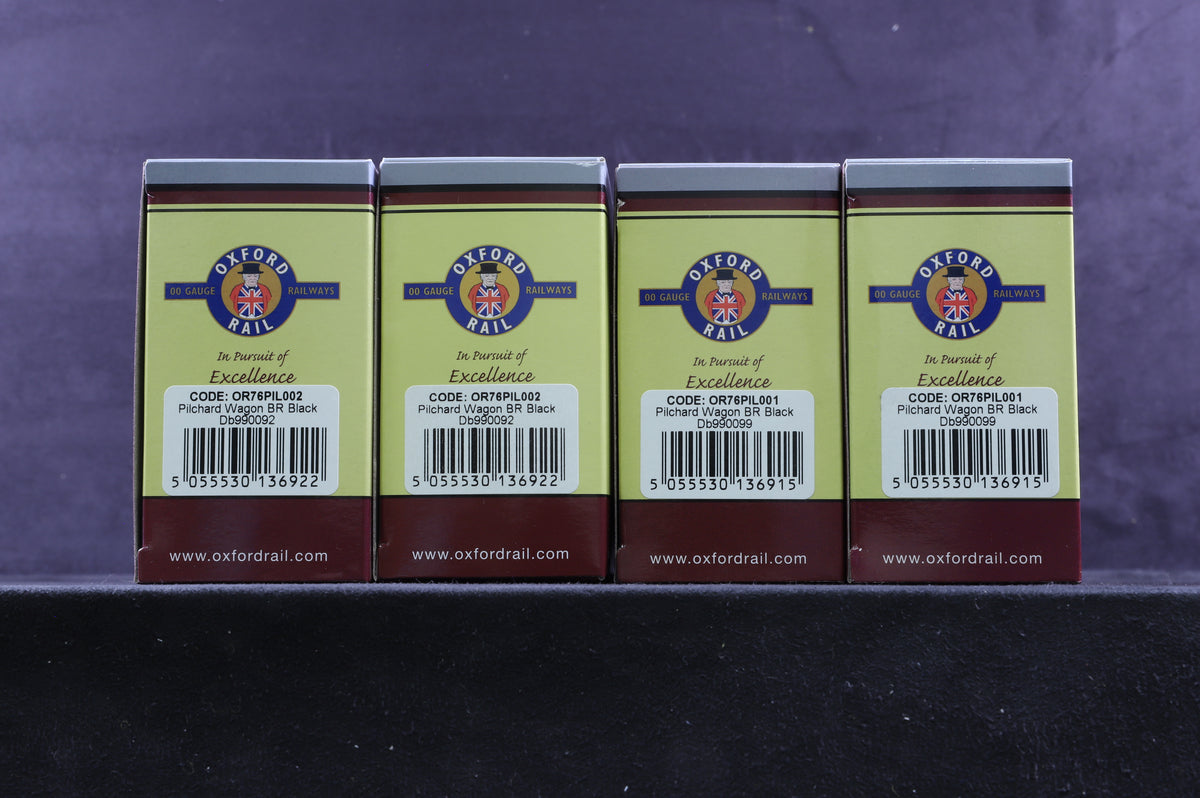 OXFORD
00 GAUGE RAILWAYS
RAIL
In Pursuit of
Excellence
CODE: OR76PIL002
Pilchard Wagon BR Black
Db990092
5 055530 136922
www.oxfordrail.com
OXFORD
00 GAUGE RAILWAYS
RAIL
In Pursuit of
Excellence
CODE: OR76PIL002
Pilchard Wagon BR Black
Db990092
5 055530 136922
www.oxfordrail.com
OXFORD
00 GAUGE RAILWAYS
RAIL
In Pursuit of
Excellence
CODE: OR76PIL001
Pilchard Wagon BR Black
Db990099
5 055530 136915
www.oxfordrail.com
OXFORD
00 GAUGE RAILWAYS
RAIL
In Pursuit of
Excellence
CODE: OR76PIL001
Pilchard Wagon BR Black
Db990099
5 055530 136915
www.oxfordrail.com